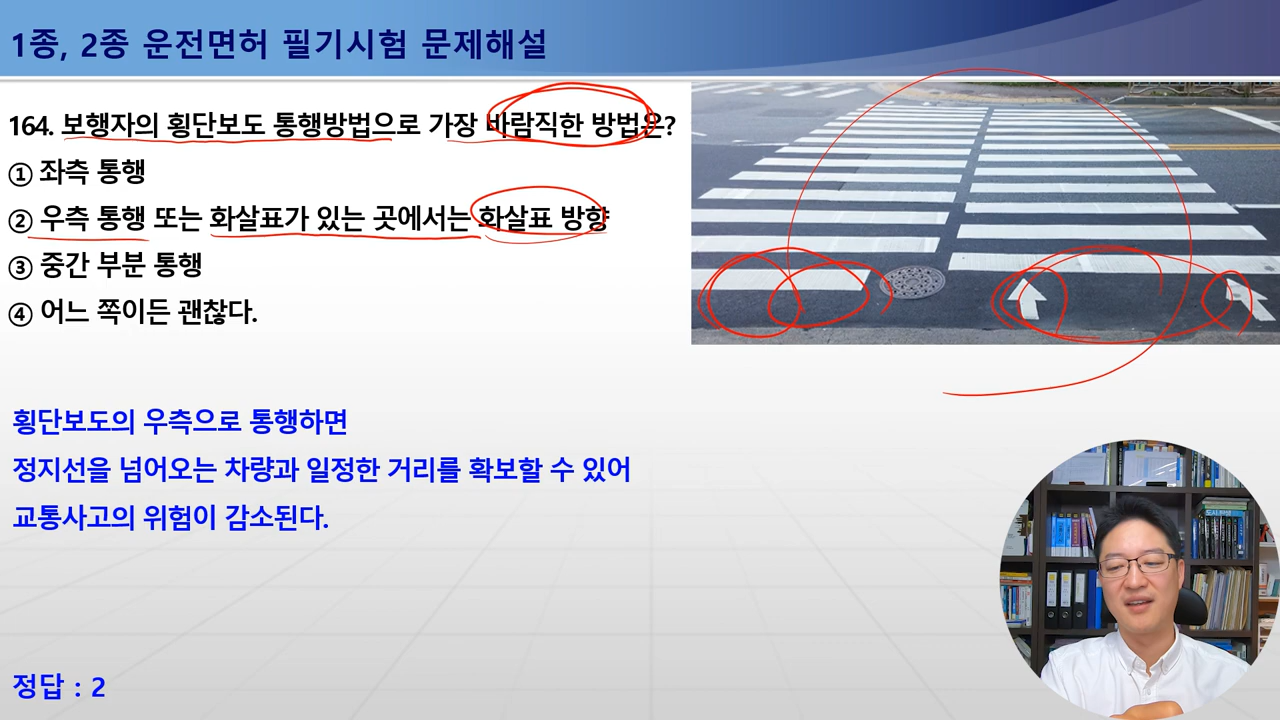 1종, 2종 운전면허 필기시험 문제해설
164. 보행자의 횡단보도 통행방법으로 가장 바람직한 방법은?
① 좌측 통행
② 우측 통행 또는 화살표가 있는 곳에서는 화살표 방향
③ 중간 부분 통행
④ 어느 쪽이든 괜찮다.
횡단보도의 우측으로 통행하면
정지선을 넘어오는 차량과 일정한 거리를 확보할 수 있어
교통사고의 위험이 감소된다.
정답 : 2